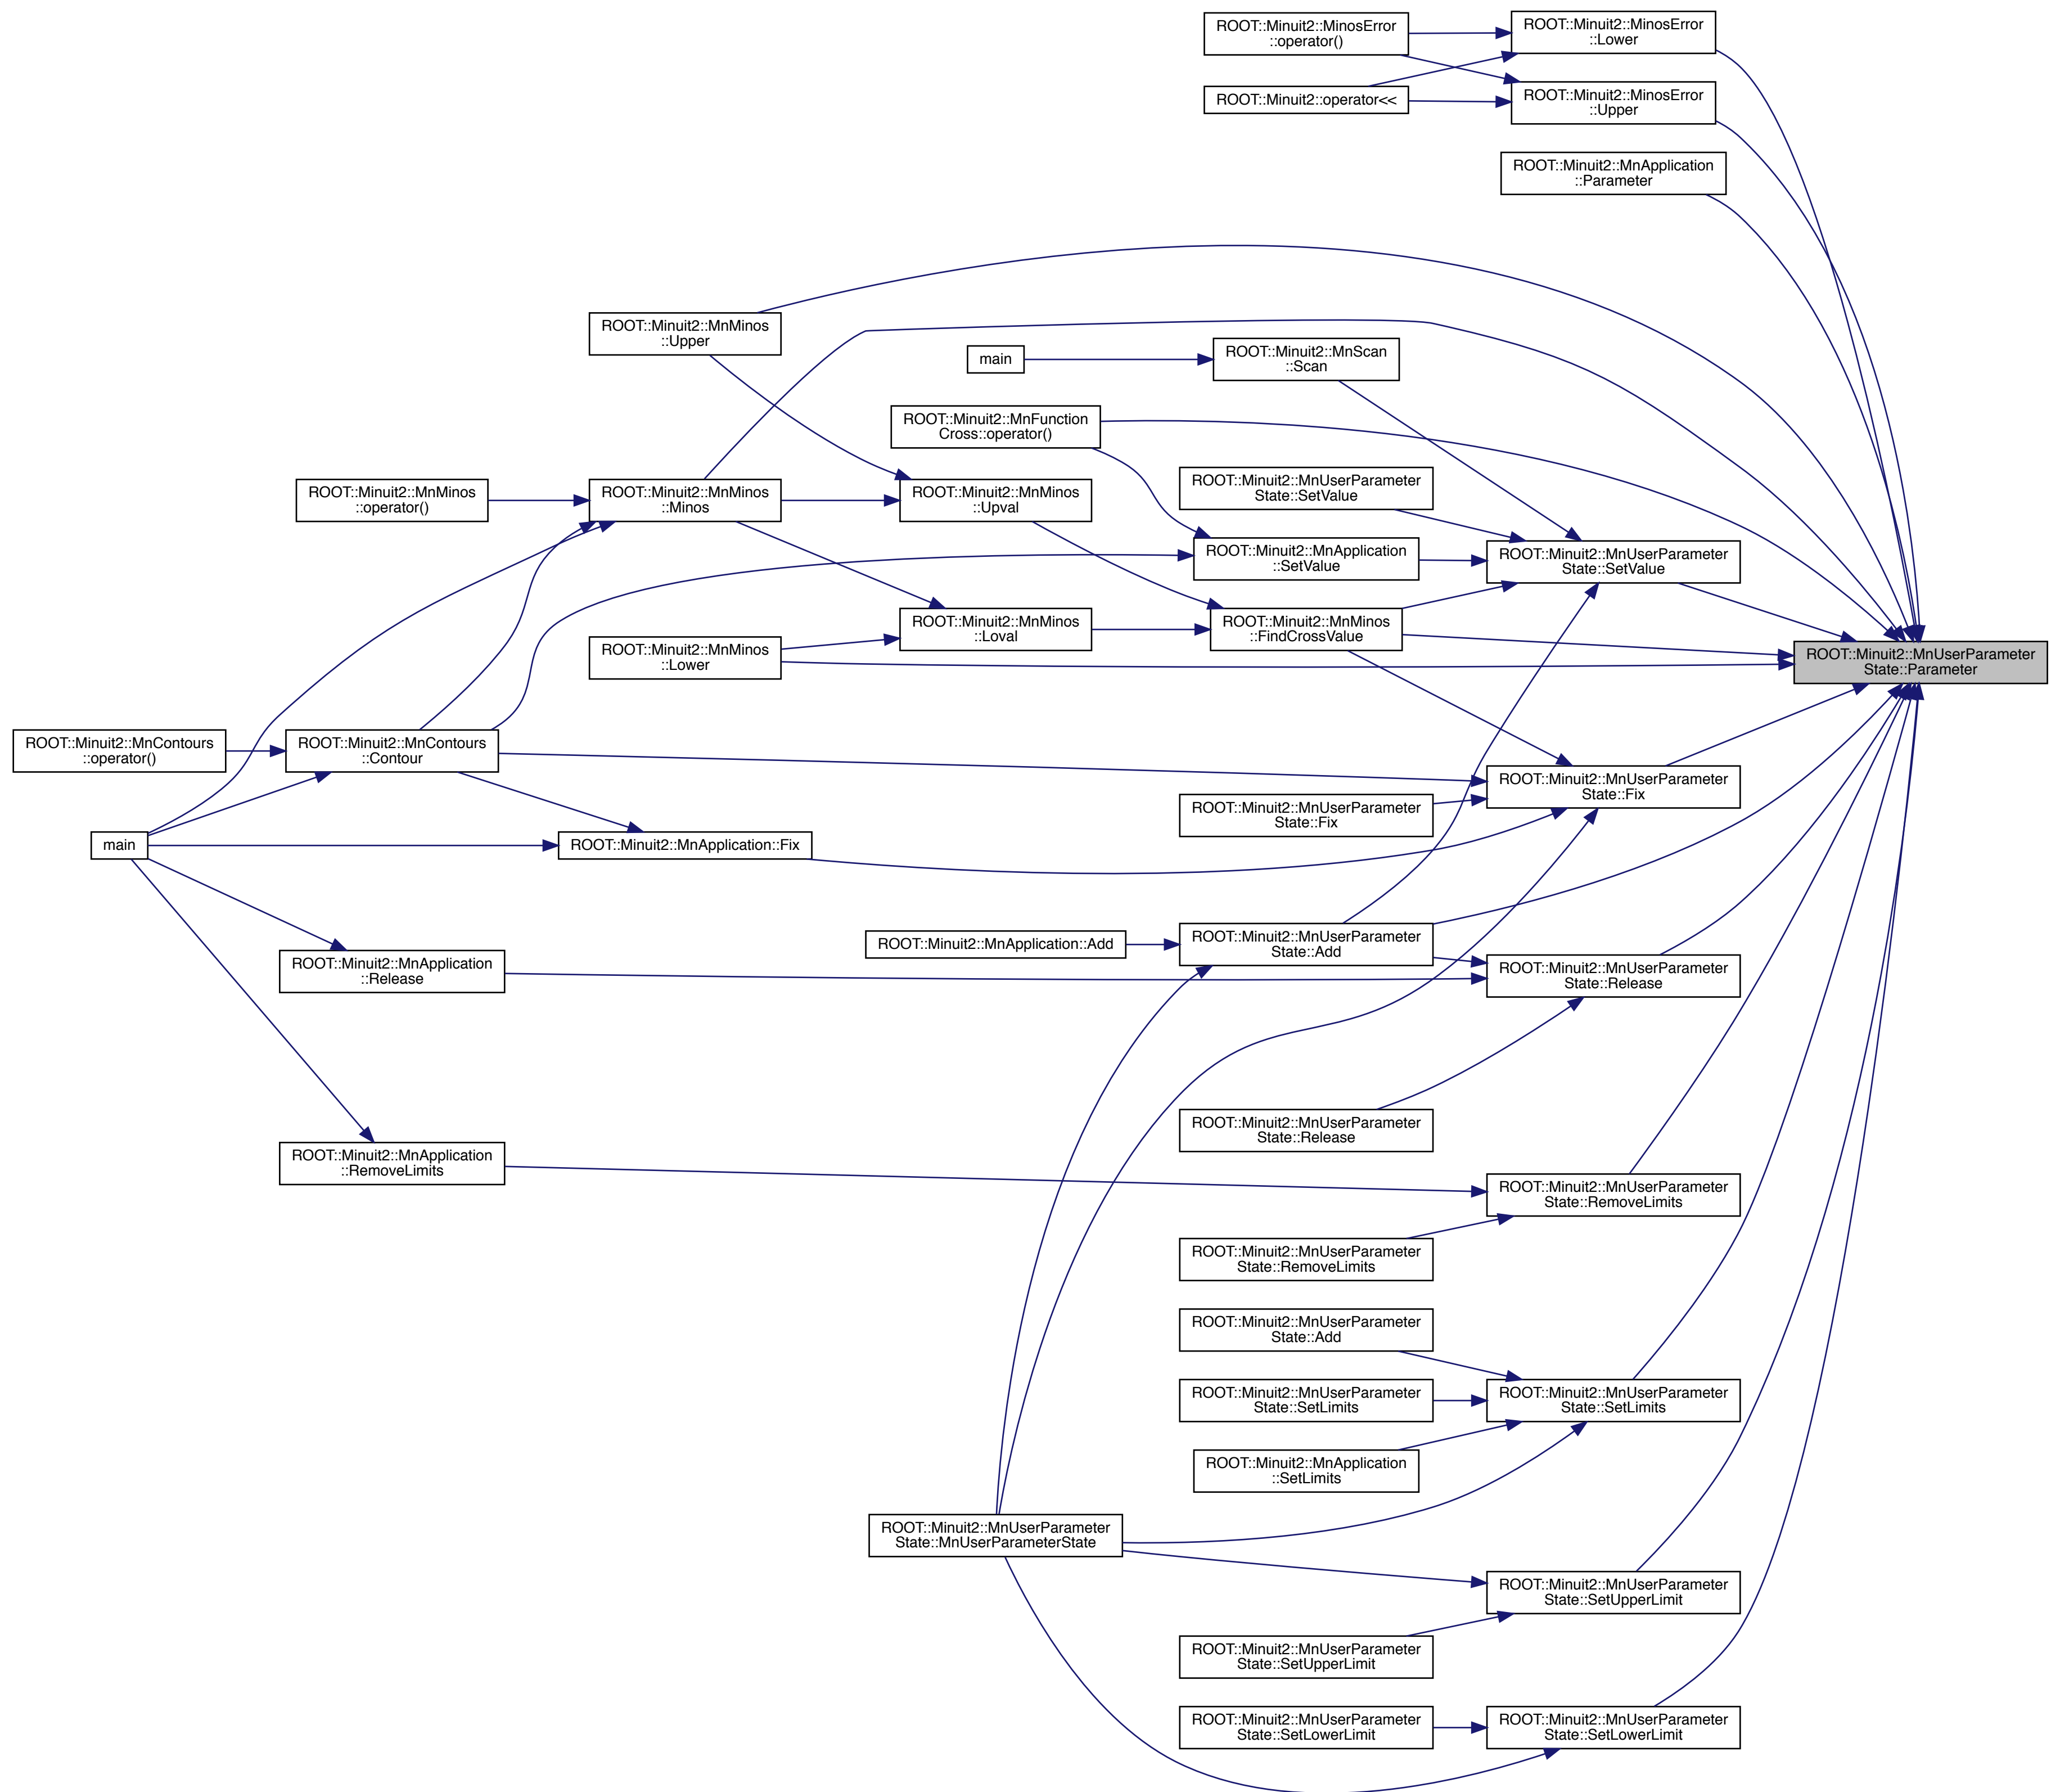 ROOT::Minuit2::MinosError
::operator()
ROOT::Minuit2::MinosError
::Lower
ROOT::Minuit2::operator<<
ROOT::Minuit2::MinosError
::Upper
ROOT::Minuit2::MnApplication
::Parameter
ROOT::Minuit2::MnMinos
::Upper
main
ROOT::Minuit2::MnScan
::Scan
ROOT::Minuit2::MnFunction
Cross::operator()
ROOT::Minuit2::MnUserParameter
State::SetValue
ROOT::Minuit2::MnMinos
::operator()
ROOT::Minuit2::MnMinos
::Minos
ROOT::Minuit2::MnMinos
::Upval
ROOT::Minuit2::MnApplication
::SetValue
ROOT::Minuit2::MnUserParameter
State::SetValue
ROOT::Minuit2::MnMinos
::Loval
ROOT::Minuit2::MnMinos
::FindCrossValue
ROOT::Minuit2::MnMinos
::Lower
ROOT::Minuit2::MnUserParameter
State::Parameter
ROOT::Minuit2::MnContours
::operator()
ROOT::Minuit2::MnContours
::Contour
ROOT::Minuit2::MnUserParameter
State::Fix
ROOT::Minuit2::MnUserParameter
State::Fix
main
ROOT::Minuit2::MnApplication::Fix
ROOT::Minuit2::MnApplication::Add
ROOT::Minuit2::MnUserParameter
State::Add
ROOT::Minuit2::MnApplication
::Release
ROOT::Minuit2::MnUserParameter
State::Release
ROOT::Minuit2::MnUserParameter
State::Release
ROOT::Minuit2::MnApplication
::RemoveLimits
ROOT::Minuit2::MnUserParameter
State::RemoveLimits
ROOT::Minuit2::MnUserParameter
State::RemoveLimits
ROOT::Minuit2::MnUserParameter
State::Add
ROOT::Minuit2::MnUserParameter
State::SetLimits
ROOT::Minuit2::MnUserParameter
State::SetLimits
ROOT::Minuit2::MnApplication
::SetLimits
ROOT::Minuit2::MnUserParameter
State::MnUserParameterState
ROOT::Minuit2::MnUserParameter
State::SetUpperLimit
ROOT::Minuit2::MnUserParameter
State::SetUpperLimit
ROOT::Minuit2::MnUserParameter
State::SetLowerLimit
ROOT::Minuit2::MnUserParameter
State::SetLowerLimit